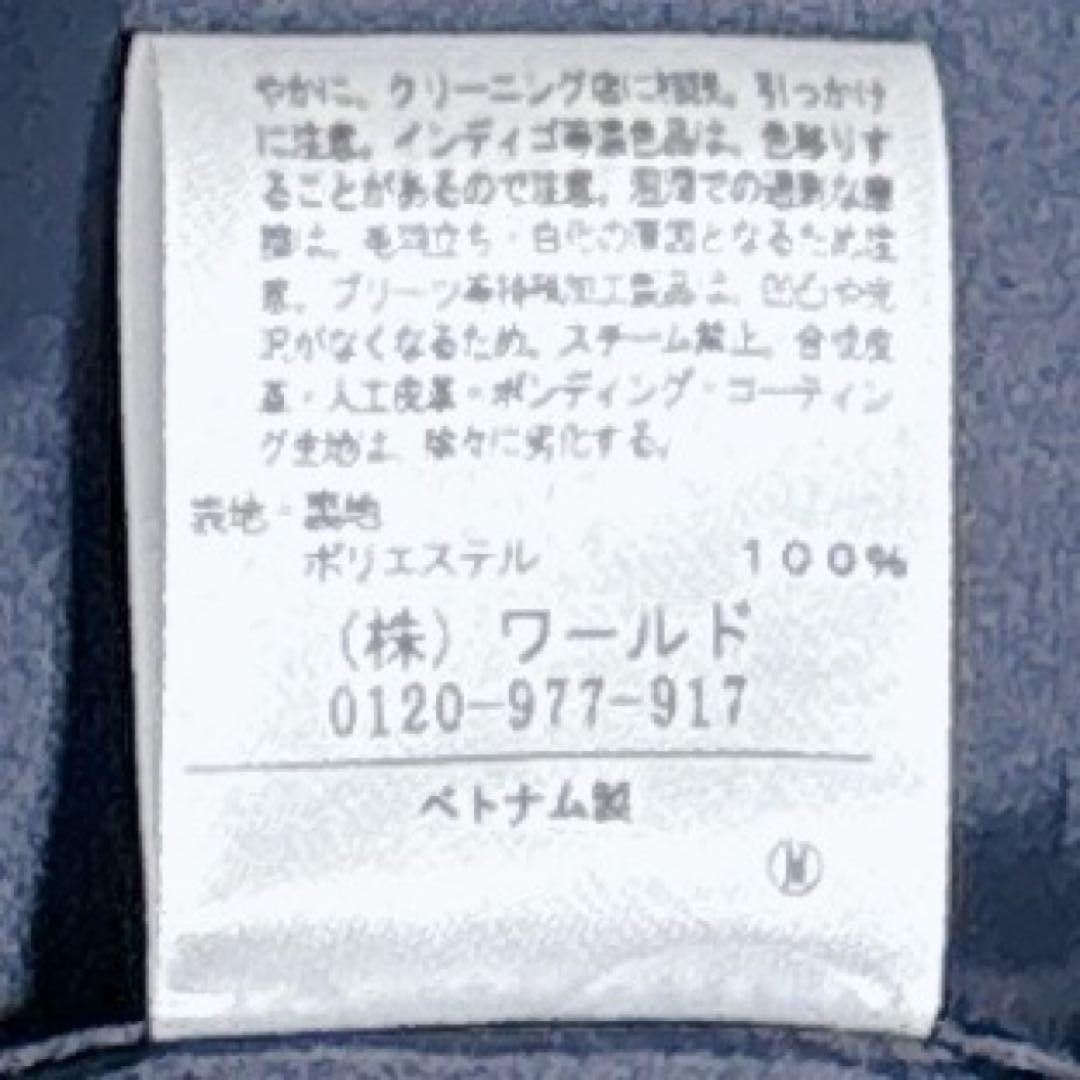 やかに、クリーニング店に相談。引っかけ
に注意。インディゴ等濃色品は、色移りす
ることがあるので注意。湿潤での過剰な摩
擦は、毛羽立ち・白化の原因となるため注
意。プリーツ等特殊加工製品は、凹凸や光
沢がなくなるため、スチーム禁止。合成皮
革・人工皮革・ボンディング・コーティン
グ生地は、徐々に劣化する。
表地・裏地
ポリエステル 100%
(株) ワールド
0120-977-917
ベトナム製